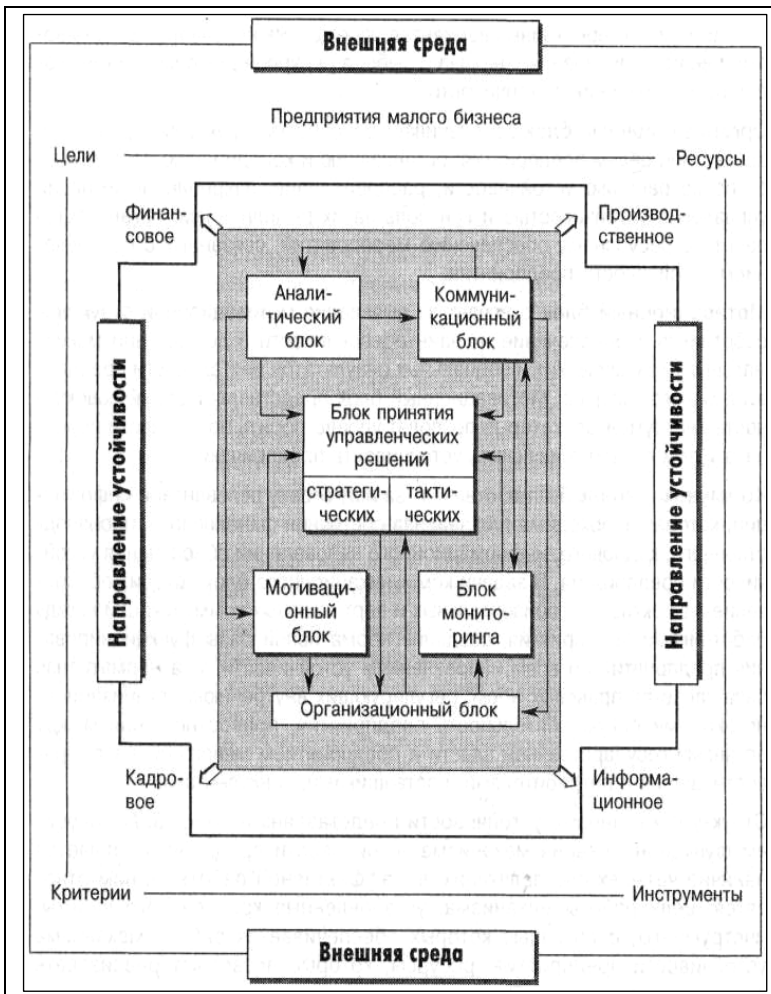 Внешняя среда
Предприятия малого бизнеса
Цели
Ресурсы
Финан-
совое
Производ-
ственное
Анали-
тический
блок
Коммуни-
кационный
блок
Направление устойчивости
Направление устойчивости
Блок принятия
управленческих
решений
стратеги-
ческих
такти-
ческих
Мотиваци-
онный
блок
Блок
монито-
ринга
Организационный блок
Кадро-
вое
Информа-
ционное
Критерии
Инструменты
Внешняя среда